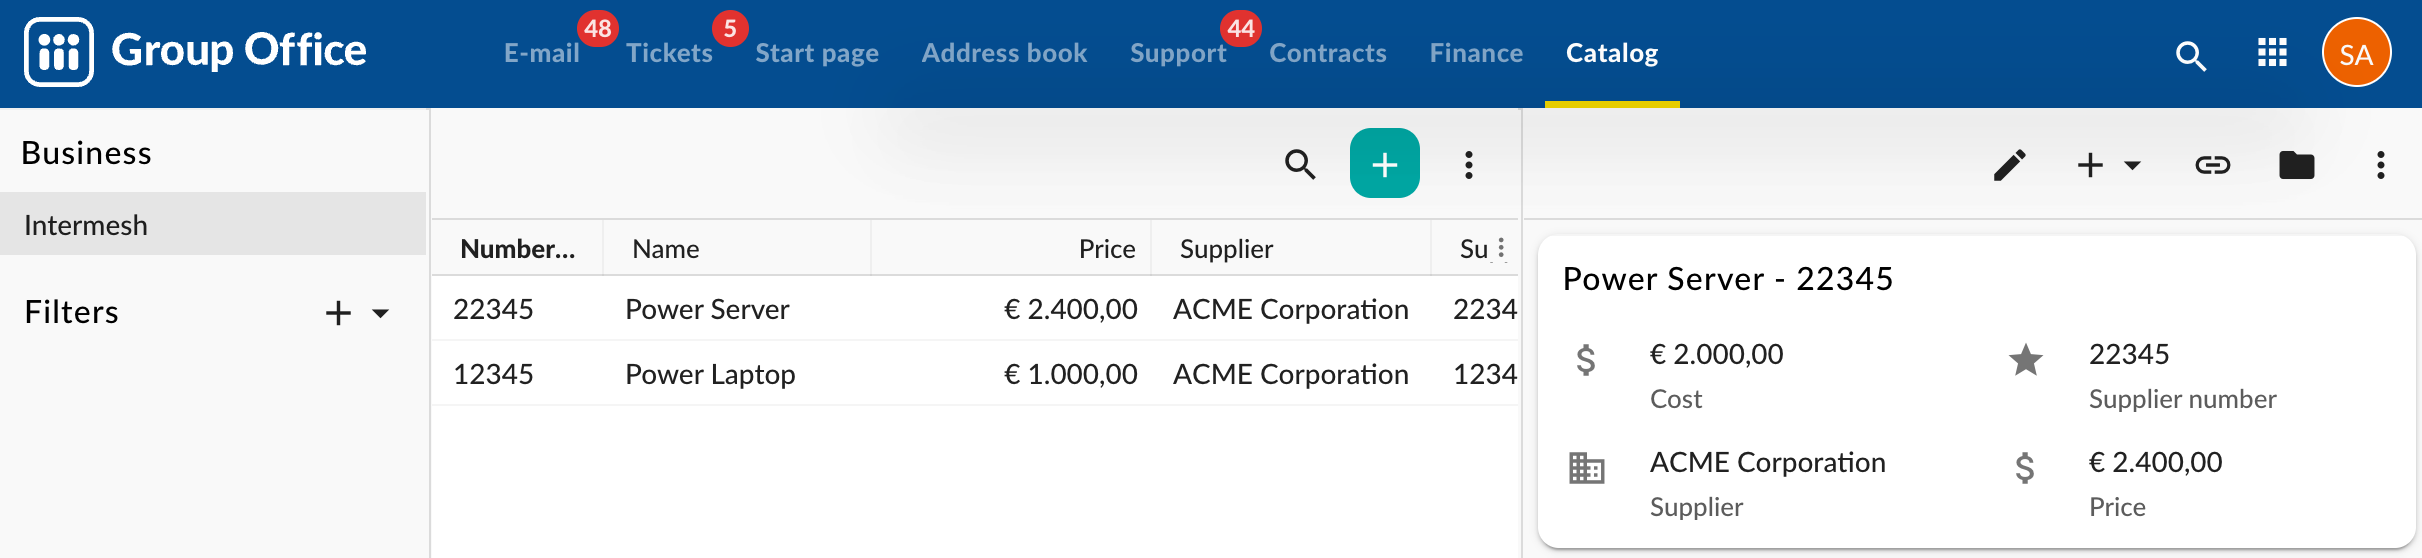 Group Office
E-mail 48 Tickets 5 Start page Address book Support 44 Contracts Finance Catalog
SA
Business
Intermesh
Filters
Number... Name Price Supplier Su
22345 Power Server € 2.400,00 ACME Corporation 2234
12345 Power Laptop € 1.000,00 ACME Corporation 1234
Power Server - 22345
€ 2.000,00 22345
Cost Supplier number
ACME Corporation € 2.400,00
Supplier Price